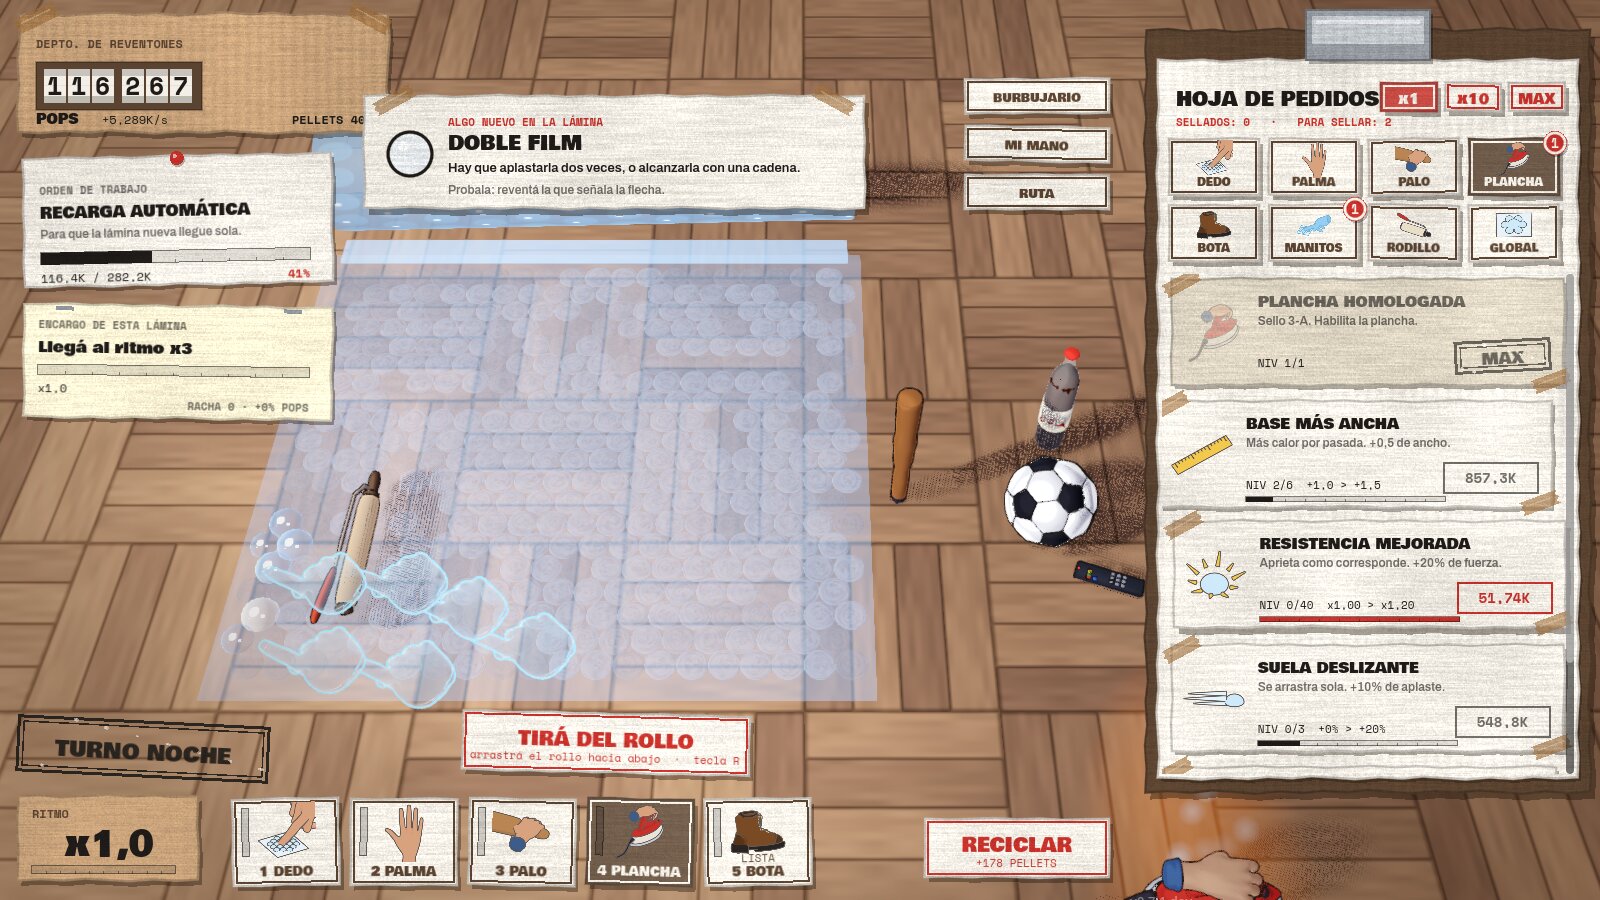 DEPTO. DE REVENTONES
116 267
POPS +5,289K/s PELLETS 40
ORDEN DE TRABAJO
RECARGA AUTOMÁTICA
Para que la lámina nueva llegue sola.
116.4K / 282.2K 41%
ENCARGO DE ESTA LÁMINA
Llegá al ritmo x3
x1.0
RACHA 0 · +0% POPS
ALGO NUEVO EN LA LÁMINA
DOBLE FILM
Hay que aplastarla dos veces, o alcanzarla con una cadena.
Probala: reventá la que señala la flecha.
BURBUJARIO
MI MANO
RUTA
HOJA DE PEDIDOS x1 x10 MAX
SELLADOS: 0 · PARA SELLAR: 2
DEDO
PALMA
PALO
PLANCHA 1
BOTA
MANITOS 1
RODILLO
GLOBAL
PLANCHA HOMOLOGADA
Sello 3-A. Habilita la plancha.
NIV 1/1 MAX
BASE MÁS ANCHA
Más calor por pasada. +0,5 de ancho.
NIV 2/6 +1.0 > +1.5 857,3K
RESISTENCIA MEJORADA
Aprieta como corresponde. +20% de fuerza.
NIV 0/40 x1,00 > x1,20 51,74K
SUELA DESLIZANTE
Se arrastra sola. +10% de aplaste.
NIV 0/3 +0% > +20% 548,8K
TURNO NOCHE
TIRÁ DEL ROLLO
arrastrá el rollo hacia abajo · tecla R
RITMO
x1,0
1 DEDO
2 PALMA
3 PALO
4 PLANCHA
LISTA
5 BOTA
RECICLAR
+178 PELLETS